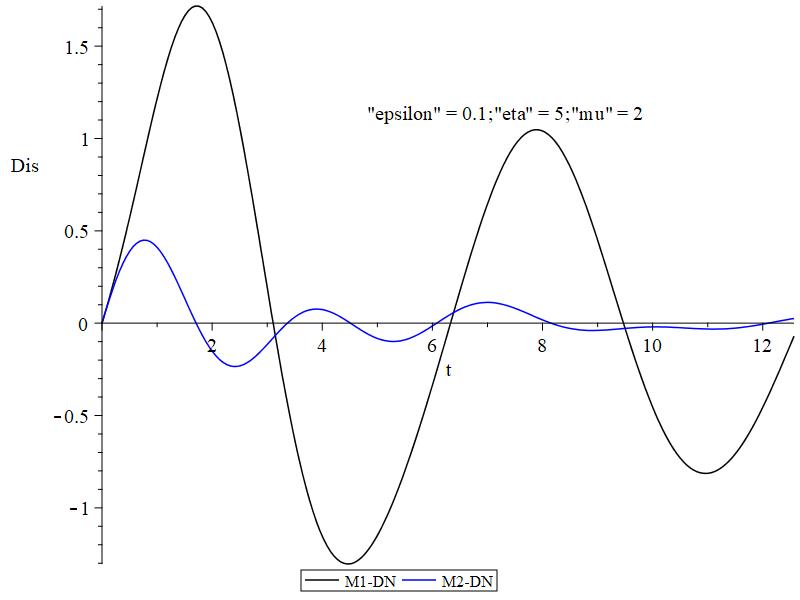 1.5
"epsilon" = 0.1;"eta" = 5;"mu" = 2
1
Dis
0.5
0
2 4 6 8 10 12
t
-0.5
-1
M1-DN M2-DN